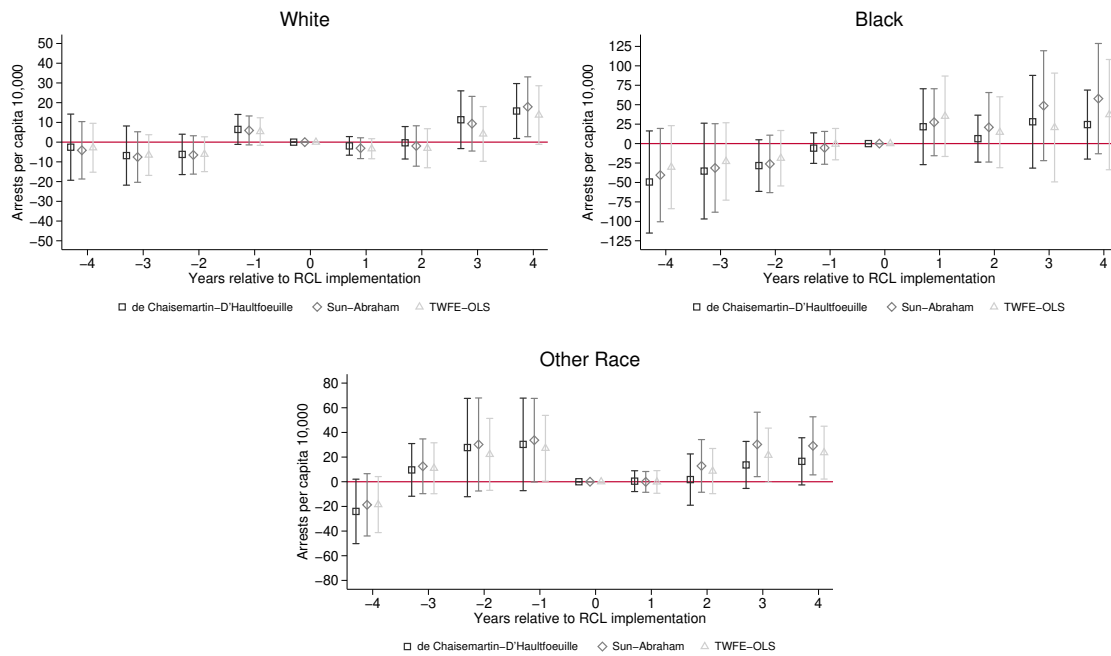 White
Arrests per capita 10,000
50
40
30
20
10
0
−10
−20
−30
−40
−50
−4 −3 −2 −1 0 1 2 3 4
Years relative to RCL implementation
de Chaisemartin−D'Haultfoeuille Sun−Abraham TWFE−OLS
Black
Arrests per capita 10,000
125
100
75
50
25
0
−25
−50
−75
−100
−125
−4 −3 −2 −1 0 1 2 3 4
Years relative to RCL implementation
de Chaisemartin−D'Haultfoeuille Sun−Abraham TWFE−OLS
Other Race
Arrests per capita 10,000
80
60
40
20
0
−20
−40
−60
−80
−4 −3 −2 −1 0 1 2 3 4
Years relative to RCL implementation
de Chaisemartin−D'Haultfoeuille Sun−Abraham TWFE−OLS